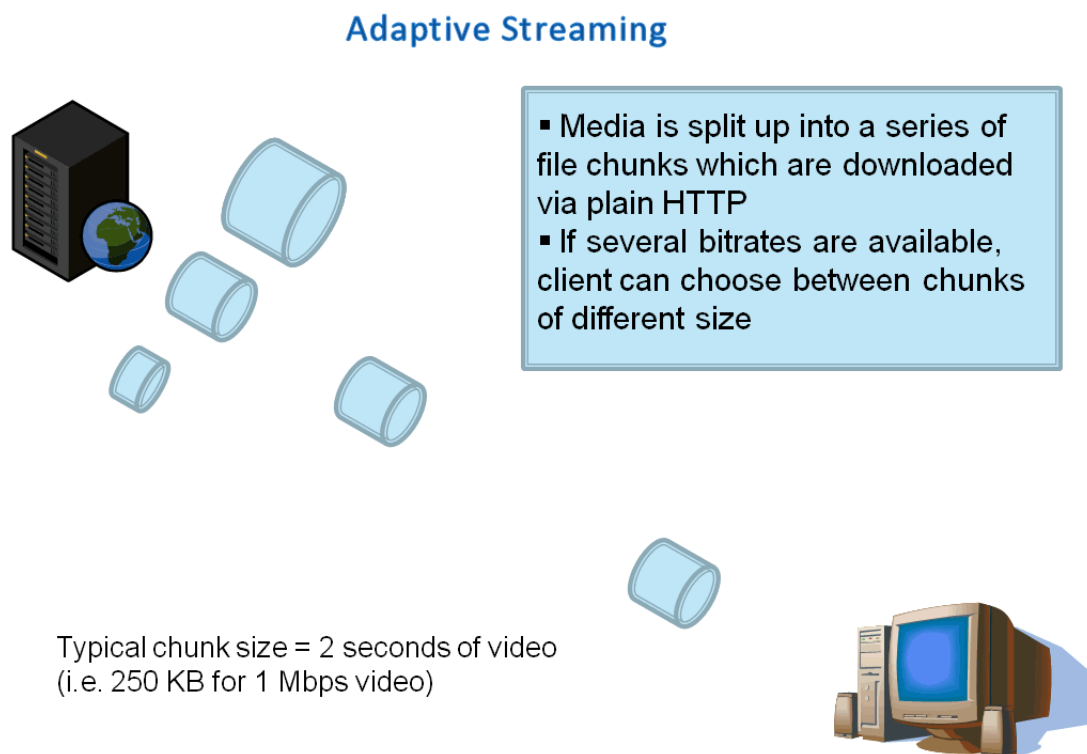 Adaptive Streaming
▪ Media is split up into a series of
file chunks which are downloaded
via plain HTTP
▪ If several bitrates are available,
client can choose between chunks
of different size
Typical chunk size = 2 seconds of video
(i.e. 250 KB for 1 Mbps video)